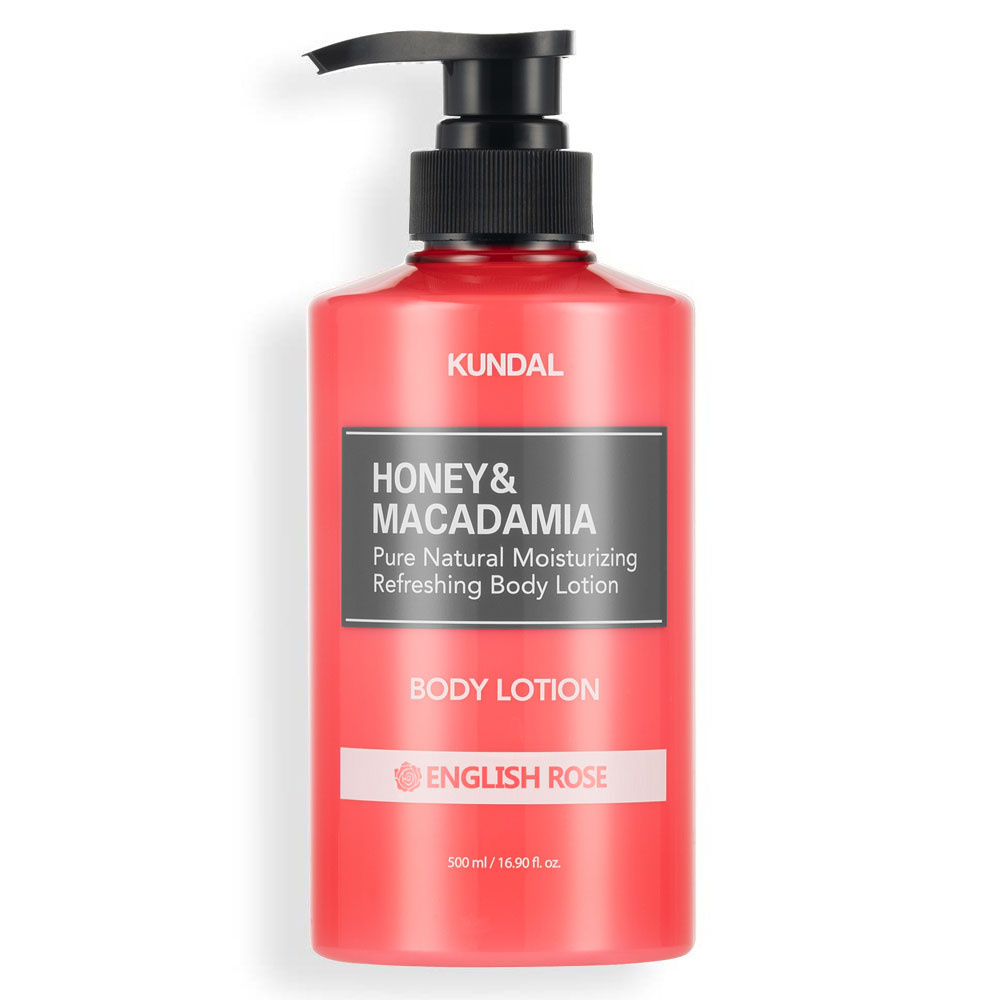 KUNDAL
HONEY&
MACADAMIA
Pure Natural Moisturizing
Refreshing Body Lotion
BODY LOTION
ENGLISH ROSE
500 ml / 16.90 fl. oz.